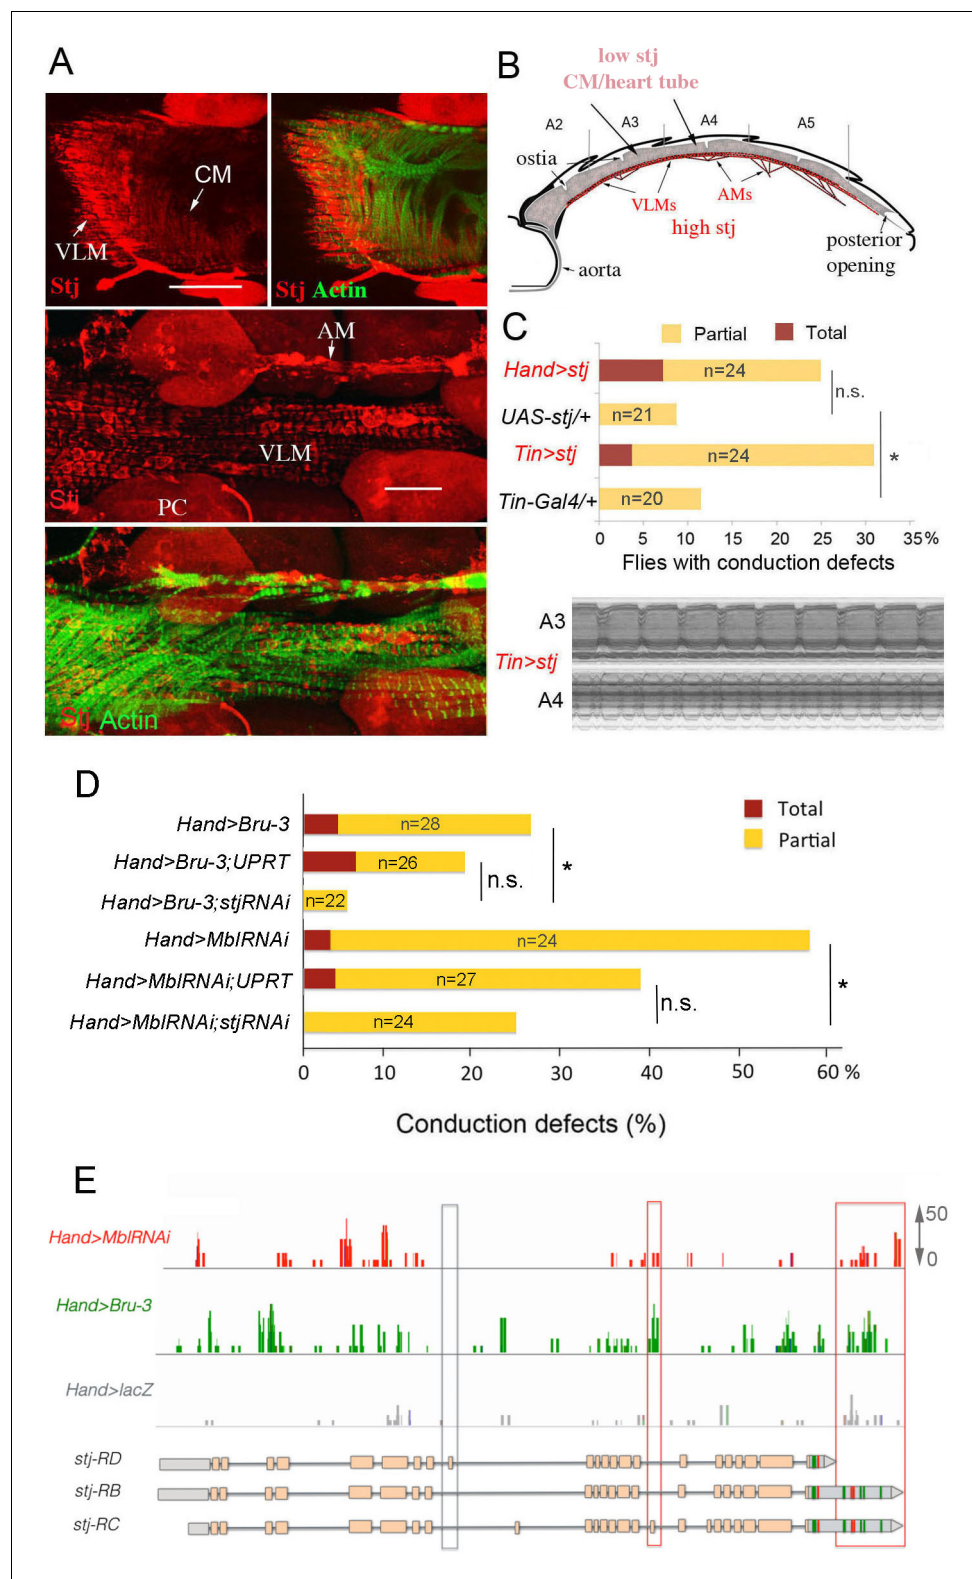 A
CM
VLM
Stj
Stj Actin
AM
VLM
Stj
PC
Stj Actin
B
low stj
CM/heart tube
A2
A3
A4
A5
ostia
VLMs
AMs
high stj
posterior
opening
aorta
C
Partial
Total
Hand>stj
n=24
n.s.
UAS-stj/+
n=21
Tin>stj
n=24
*
Tin-Gal4/+
n=20
0 5 10 15 20 25 30 35 %
Flies with conduction defects
A3
Tin>stj
A4
D
Total
Partial
Hand>Bru-3
n=28
Hand>Bru-3;UPRT
n=26
n.s.
*
Hand>Bru-3;stjRNAi
n=22
Hand>MblRNAi
n=24
Hand>MblRNAi;UPRT
n=27
n.s.
*
Hand>MblRNAi;stjRNAi
n=24
0 10 20 30 40 50 60 %
Conduction defects (%)
E
50
Hand>MblRNAi
0
Hand>Bru-3
Hand>lacZ
stj-RD
stj-RB
stj-RC